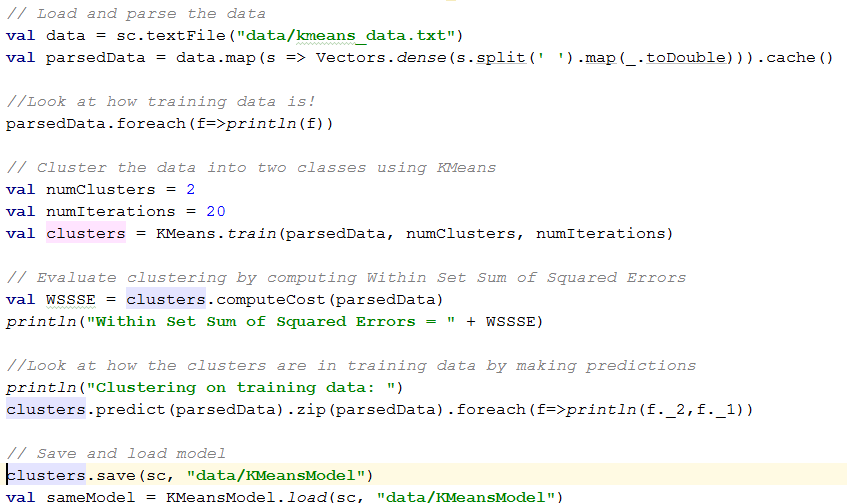 // Load and parse the data
val data = sc.textFile("data/kmeans_data.txt")
val parsedData = data.map(s => Vectors.dense(s.split(' ').map(_.toDouble))).cache()
//Look at how training data is!
parsedData.foreach(f=>println(f))
// Cluster the data into two classes using KMeans
val numClusters = 2
val numIterations = 20
val clusters = KMeans.train(parsedData, numClusters, numIterations)
// Evaluate clustering by computing Within Set Sum of Squared Errors
val WSSSE = clusters.computeCost(parsedData)
println("Within Set Sum of Squared Errors = " + WSSSE)
//Look at how the clusters are in training data by making predictions
println("Clustering on training data: ")
clusters.predict(parsedData).zip(parsedData).foreach(f=>println(f._2,f._1))
// Save and load model
clusters.save(sc, "data/KMeansModel")
val sameModel = KMeansModel.load(sc, "data/KMeansModel")